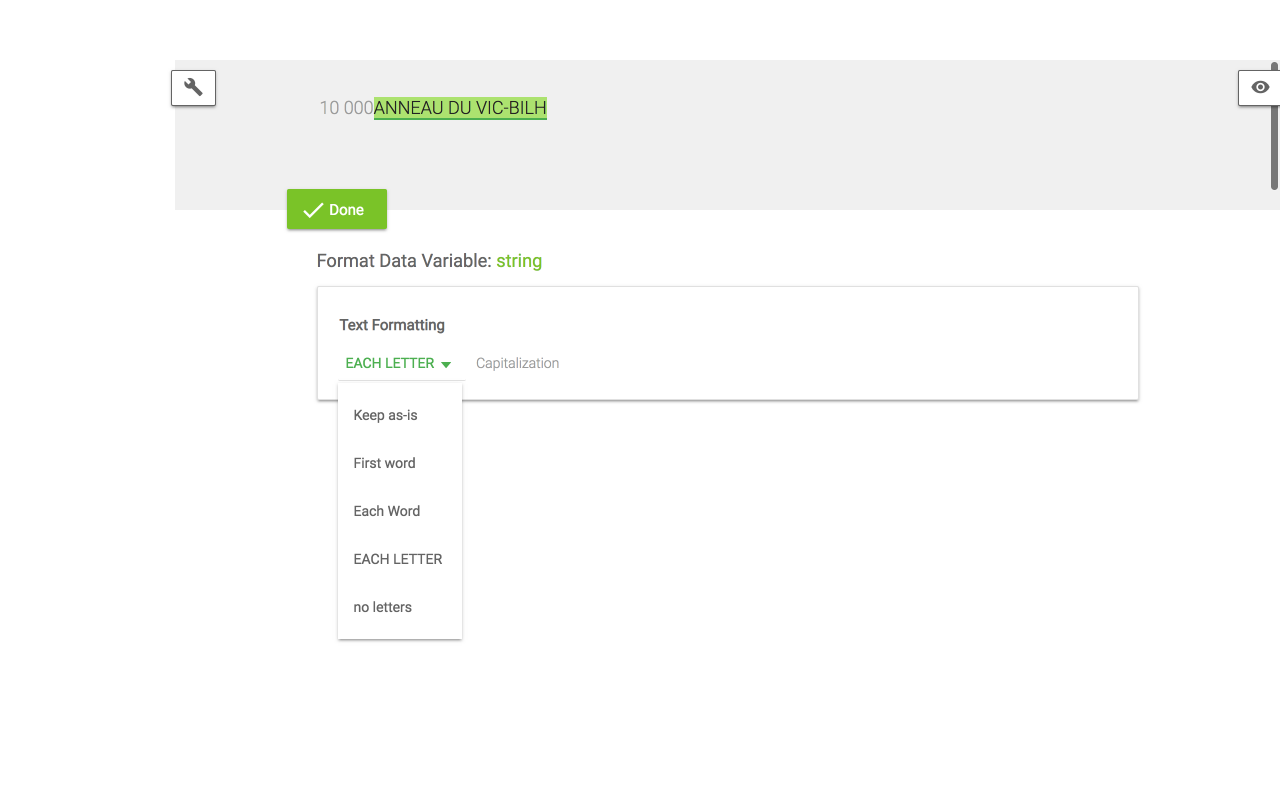 10 000ANNEAU DU VIC-BILH
Done
Format Data Variable: string
Text Formatting
EACH LETTER Capitalization
Keep as-is
First word
Each Word
EACH LETTER
no letters